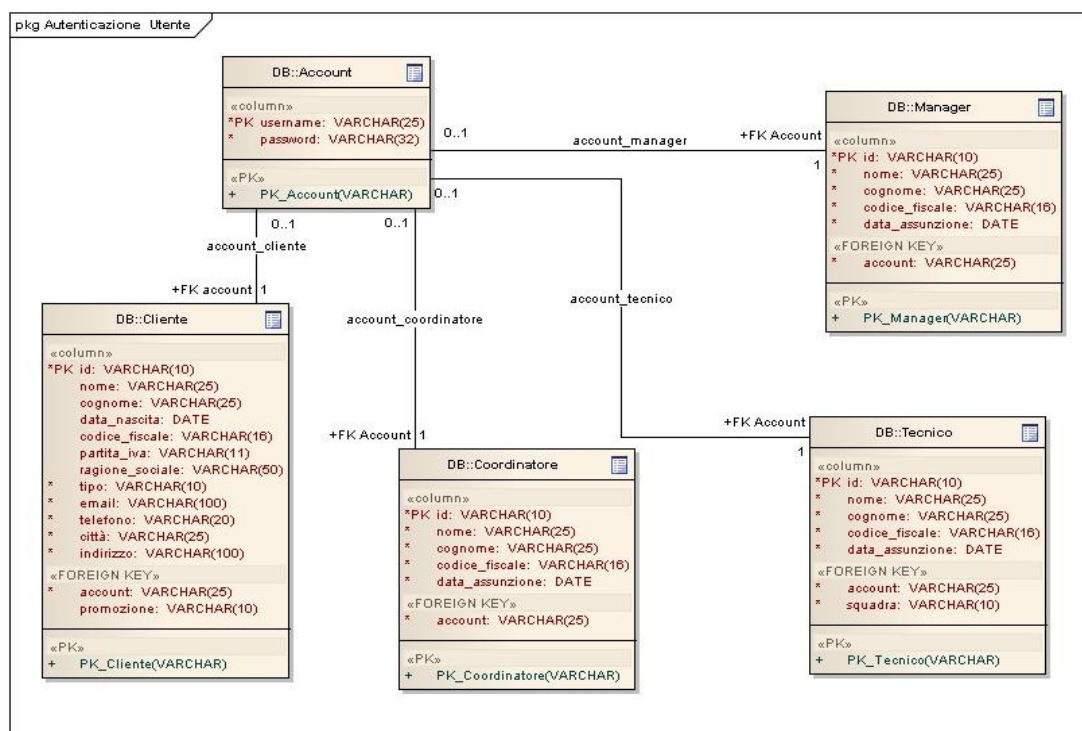 pkg Autenticazione Utente
DB::Account
«column»
*PK username: VARCHAR(25)
* password: VARCHAR(32)
«PK»
+ PK_Account(VARCHAR)
0..1
account_manager
+FK Account
1
0..1
0..1
0..1
account_cliente
+FK account 1
account_coordinatore
+FK Account 1
account_tecnico
+FK Account
1
DB::Manager
«column»
*PK id: VARCHAR(10)
* nome: VARCHAR(25)
* cognome: VARCHAR(25)
* codice_fiscale: VARCHAR(16)
* data_assunzione: DATE
«FOREIGN KEY»
* account: VARCHAR(25)
«PK»
+ PK_Manager(VARCHAR)
DB::Cliente
«column»
*PK id: VARCHAR(10)
nome: VARCHAR(25)
cognome: VARCHAR(25)
data_nascita: DATE
codice_fiscale: VARCHAR(16)
partita_iva: VARCHAR(11)
ragione_sociale: VARCHAR(50)
* tipo: VARCHAR(10)
* email: VARCHAR(100)
* telefono: VARCHAR(20)
* città: VARCHAR(25)
* indirizzo: VARCHAR(100)
«FOREIGN KEY»
* account: VARCHAR(25)
promozione: VARCHAR(10)
«PK»
+ PK_Cliente(VARCHAR)
DB::Coordinatore
«column»
*PK id: VARCHAR(10)
* nome: VARCHAR(25)
* cognome: VARCHAR(25)
* codice_fiscale: VARCHAR(16)
* data_assunzione: DATE
«FOREIGN KEY»
* account: VARCHAR(25)
«PK»
+ PK_Coordinatore(VARCHAR)
DB::Tecnico
«column»
*PK id: VARCHAR(10)
* nome: VARCHAR(25)
* cognome: VARCHAR(25)
* codice_fiscale: VARCHAR(16)
* data_assunzione: DATE
«FOREIGN KEY»
* account: VARCHAR(25)
* squadra: VARCHAR(10)
«PK»
+ PK_Tecnico(VARCHAR)